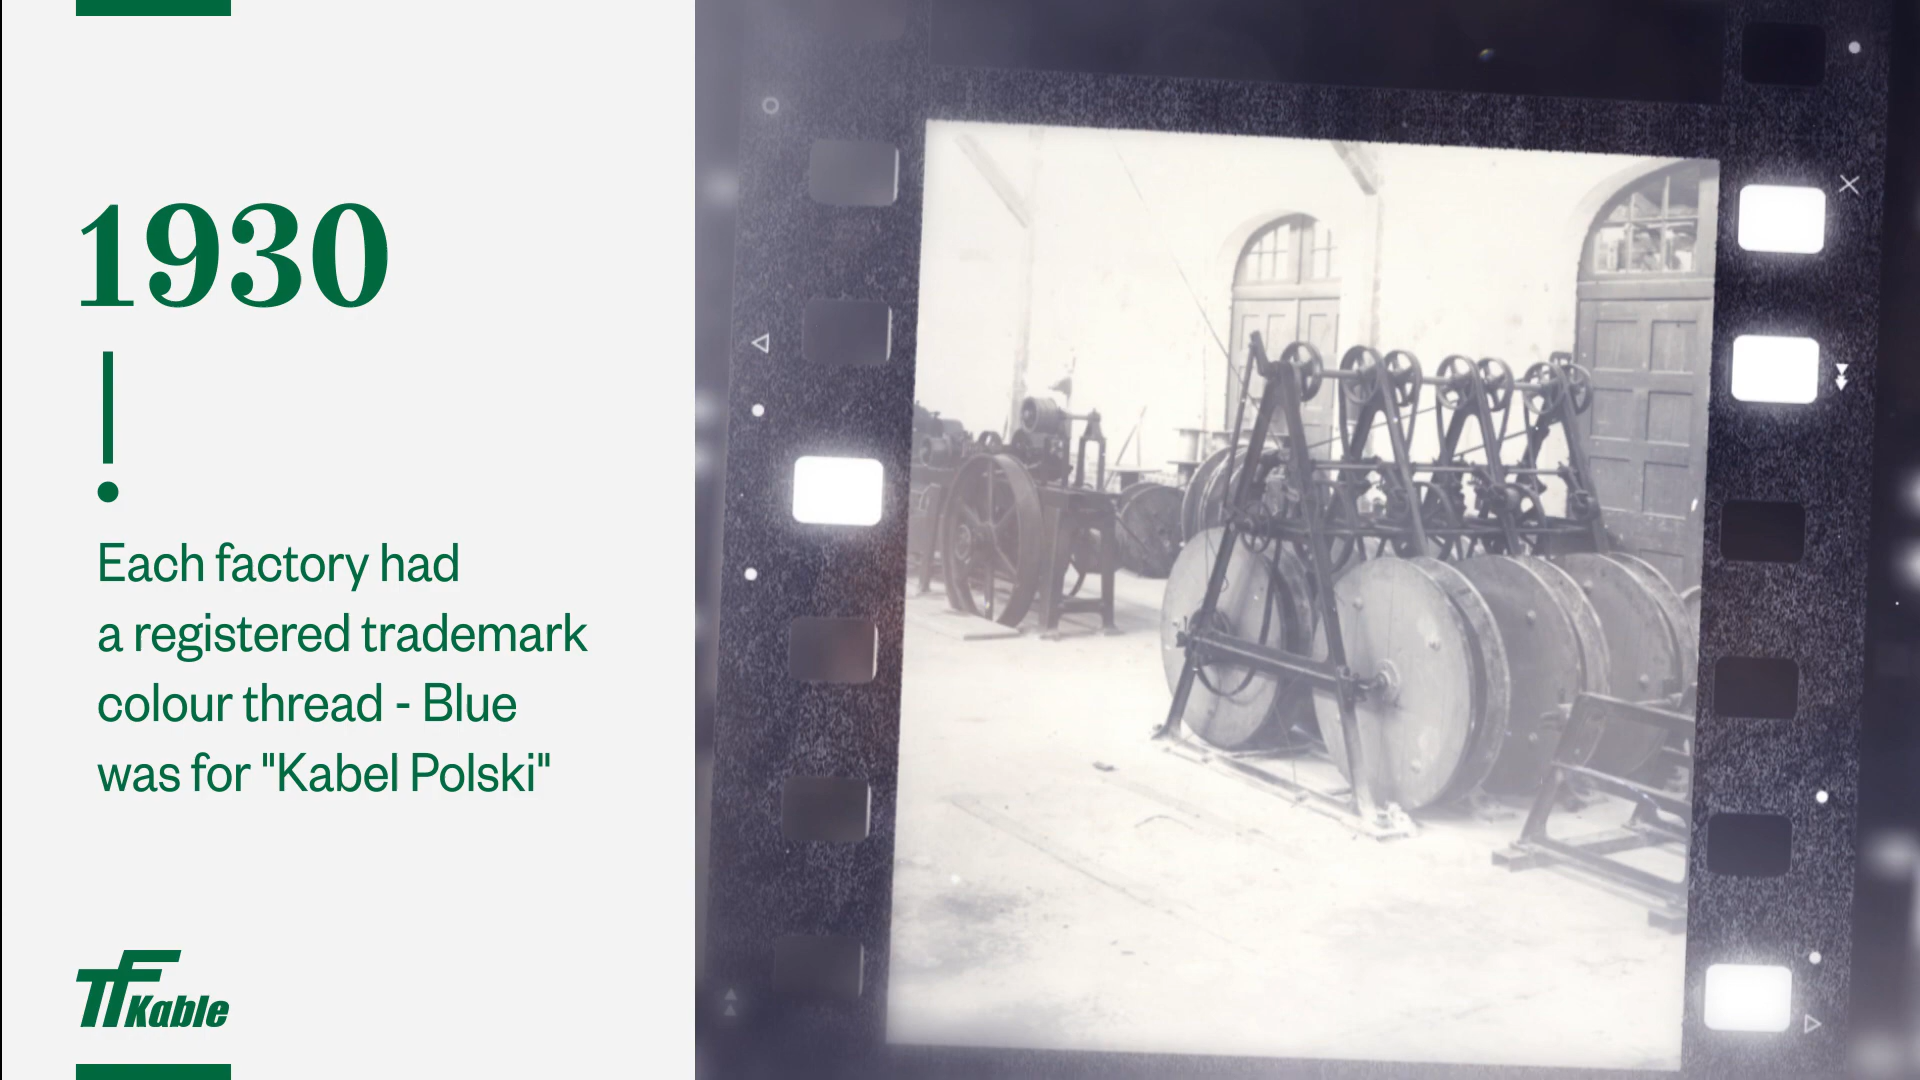 1930
Each factory had
a registered trademark
colour thread - Blue
was for "Kabel Polski"
TF Kable